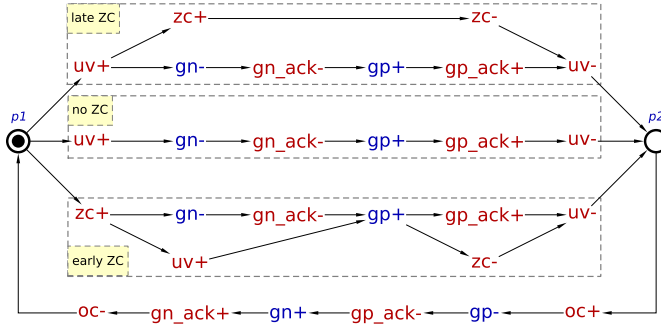 late ZC
zc+ zc-
uv+ gn- gn_ack- gp+ gp_ack+ uv-
p1 no ZC p2
uv+ gn- gn_ack- gp+ gp_ack+ uv-
zc+ gn- gn_ack- gp+ gp_ack+ uv-
early ZC uv+ zc-
oc- gn_ack+ gn+ gp_ack- gp- oc+